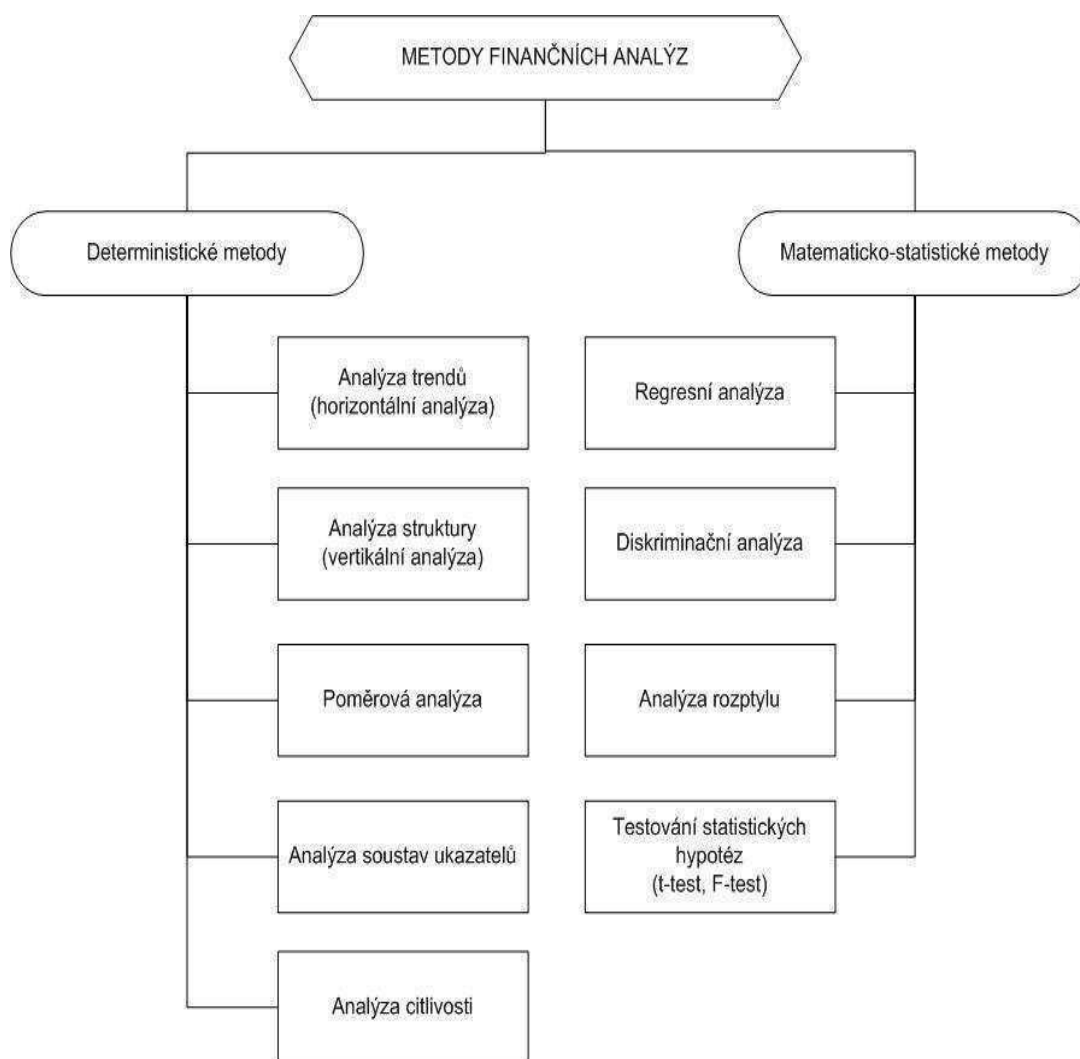 METODY FINANČNÍCH ANALÝZ
Deterministické metody
Matematicko-statistické metody
Analýza trendů
(horizontální analýza)
Regresní analýza
Analýza struktury
(vertikální analýza)
Diskriminační analýza
Poměrová analýza
Analýza rozptylu
Analýza soustav ukazatelů
Testování statistických
hypotéz
(t-test, F-test)
Analýza citlivosti